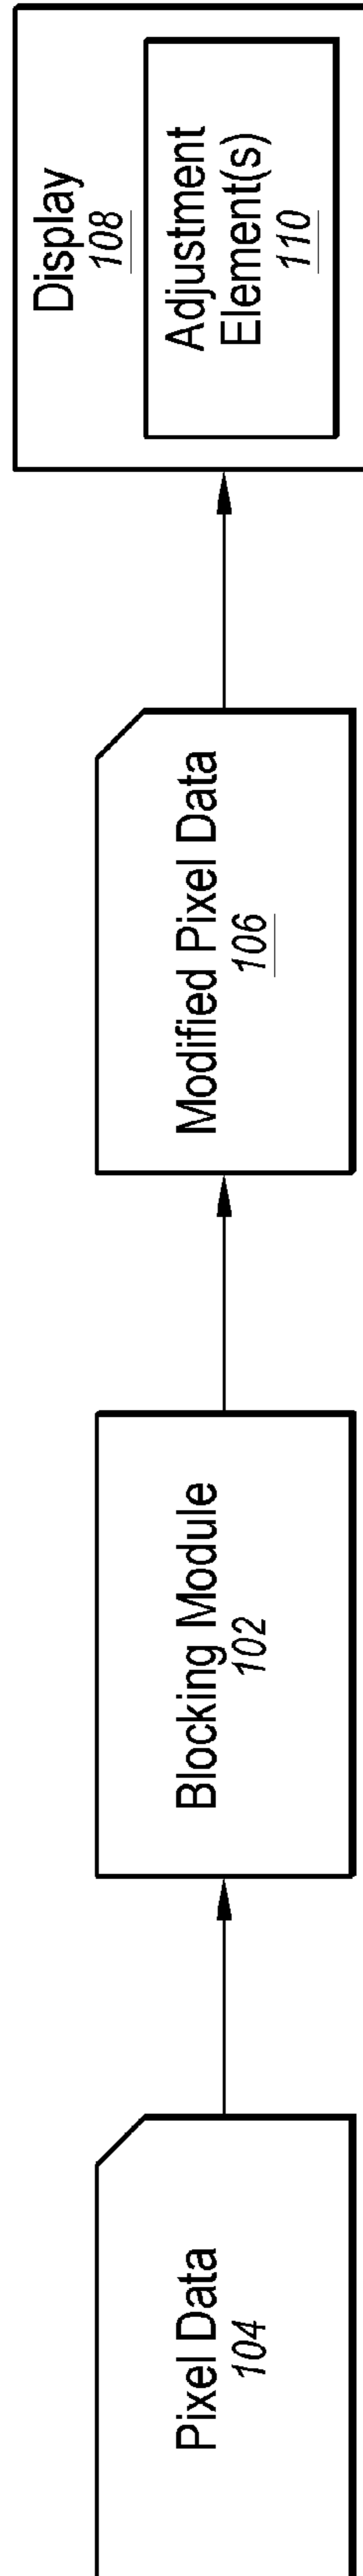 Pixel Data
104
Blocking Module
102
Modified Pixel Data
106
Display
108
Adjustment
Element(s)
110